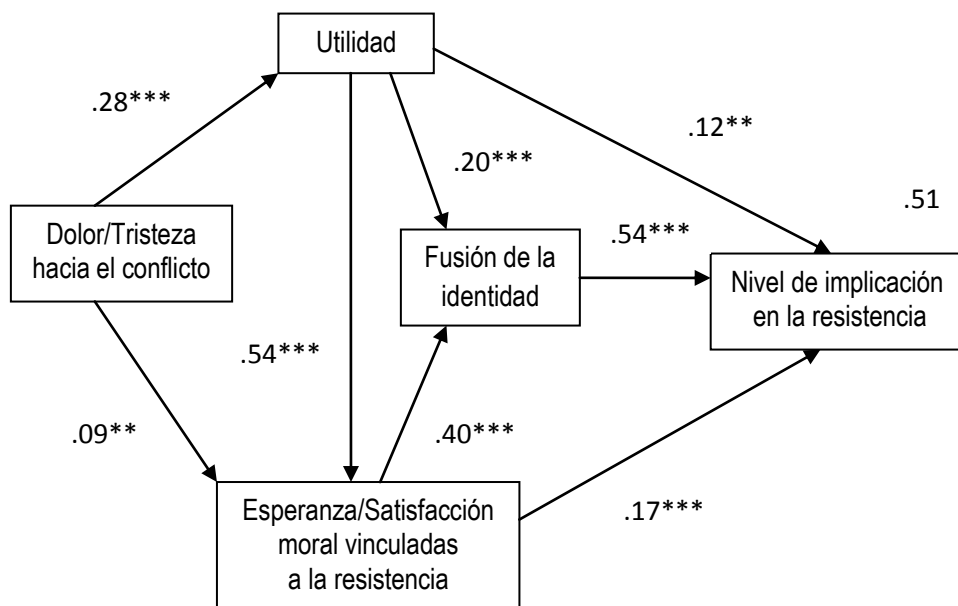 Utilidad
.28***
.12**
.20***
.51
Dolor/Tristeza
hacia el conflicto
Fusión de la
identidad
.54***
Nivel de implicación
en la resistencia
.54***
.09**
.40***
Esperanza/Satisfacción
moral vinculadas
a la resistencia
.17***